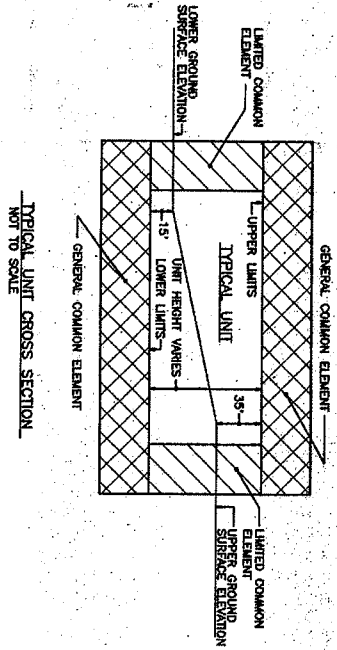 GENERAL COMMON ELEMENT
LIMITED COMMON
ELEMENT
LIMITED COMMON
ELEMENT
UPPER GROUND
SURFACE ELEVATION
LOWER GROUND
SURFACE ELEVATION
UPPER LIMITS
TYPICAL UNIT
35'
15'
UNIT HEIGHT VARIES
LOWER LIMITS
GENERAL COMMON ELEMENT
TYPICAL UNIT CROSS SECTION
NOT TO SCALE